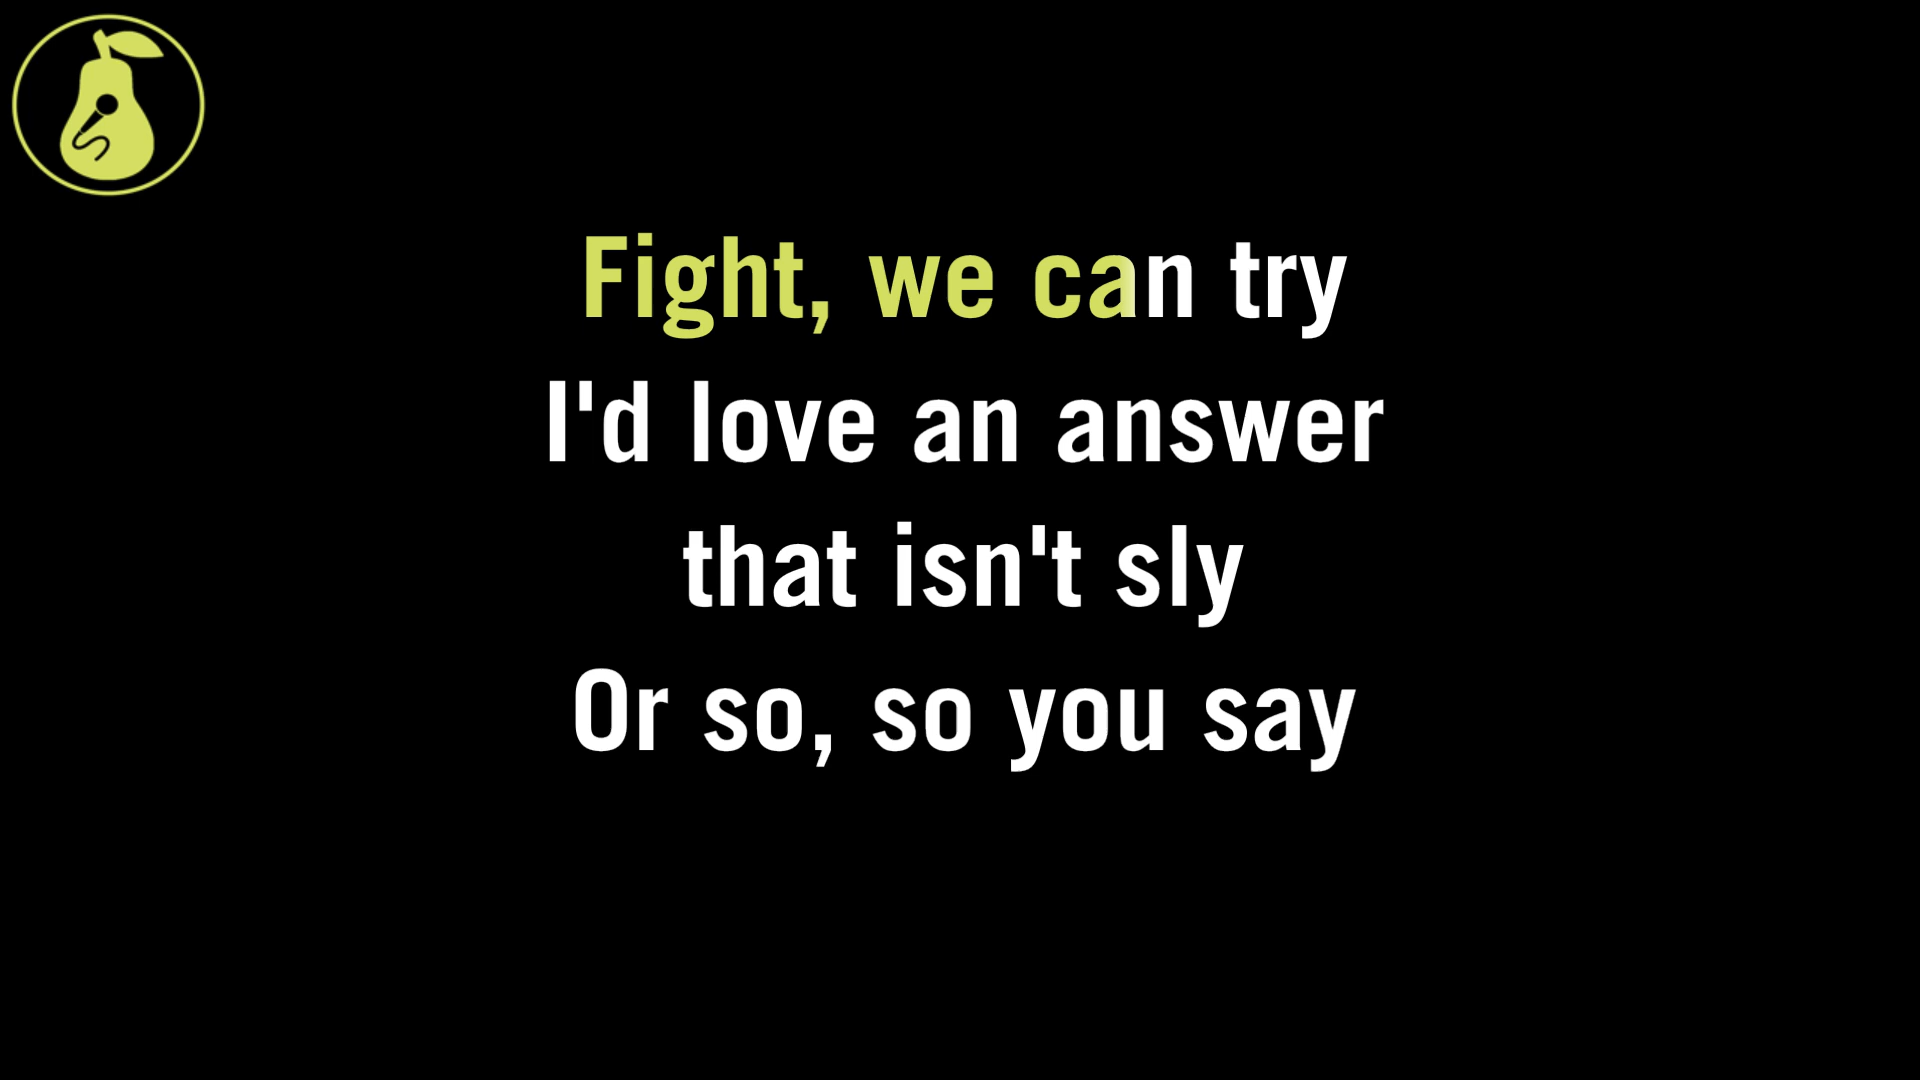 Fight, we can try
I'd love an answer
that isn't sly
Or so, so you say